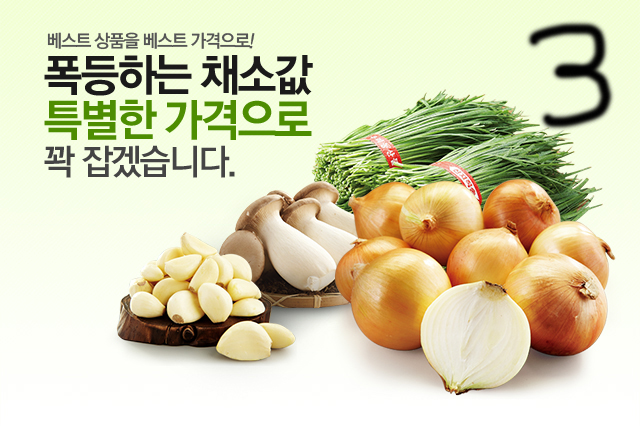 베스트 상품을 베스트 가격으로!
폭등하는 채소값
특별한 가격으로
꽉 잡겠습니다.
3